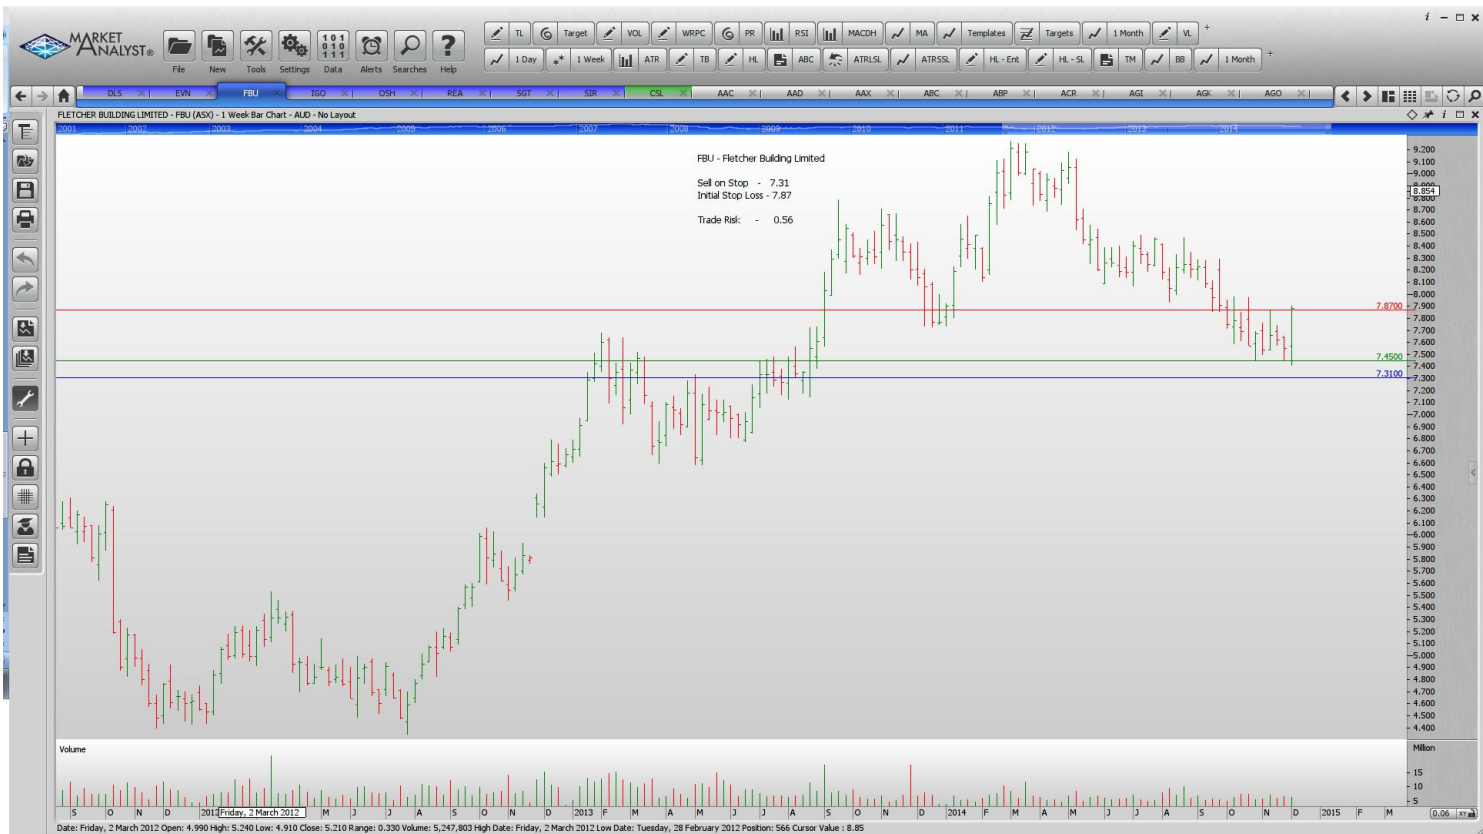 MARKET
ANALYST®
File
New
Tools
Settings
101
010
111
Data
Alerts
Searches
?
Help
TL
Target
VOL
WRPC
PR
RSI
MACDH
MA
Templates
Targets
1 Month
VL
+
1 Day
1 Week
ATR
TB
HL
ABC
ATRLSL
ATRSSL
HL - Ent
HL - SL
TM
BB
1 Month
+
DLS
EVN
FBU
IGO
OSH
REA
SGT
SIR
CSL
AAC
AAD
AAX
ABC
ABP
ACR
AGI
AGK
AGO
FLETCHER BUILDING LIMITED - FBU (ASX) - 1 Week Bar Chart - AUD - No Layout
2001 2002 2003 2004 2005 2006 2007 2008 2009 2010 2011 2012 2013 2014
FBU - Fletcher Building Limited
Sell on Stop - 7.31
Initial Stop Loss - 7.87
Trade Risk: - 0.56
9.200
9.100
9.000
8.854
8.800
8.700
8.600
8.500
8.400
8.300
8.200
8.100
8.000
7.900
7.8700
7.800
7.700
7.600
7.500
7.4500
7.400
7.3100
7.300
7.200
7.100
7.000
6.900
6.800
6.700
6.600
6.500
6.400
6.300
6.200
6.100
6.000
5.900
5.800
5.700
5.600
5.500
5.400
5.300
5.200
5.100
5.000
4.900
4.800
4.700
4.600
4.500
4.400
Volume
Million
15
10
5
S O N D 2012 Friday, 2 March 2012 M J J A S O N D 2013 F M A M J J A S O N D 2014 F M A M J J A S O N D 2015 F M
0.06 XY
Date: Friday, 2 March 2012 Open: 4.990 High: 5.240 Low: 4.910 Close: 5.210 Range: 0.330 Volume: 5,247,803 High Date: Friday, 2 March 2012 Low Date: Tuesday, 28 February 2012 Position: 566 Cursor Value : 8.85